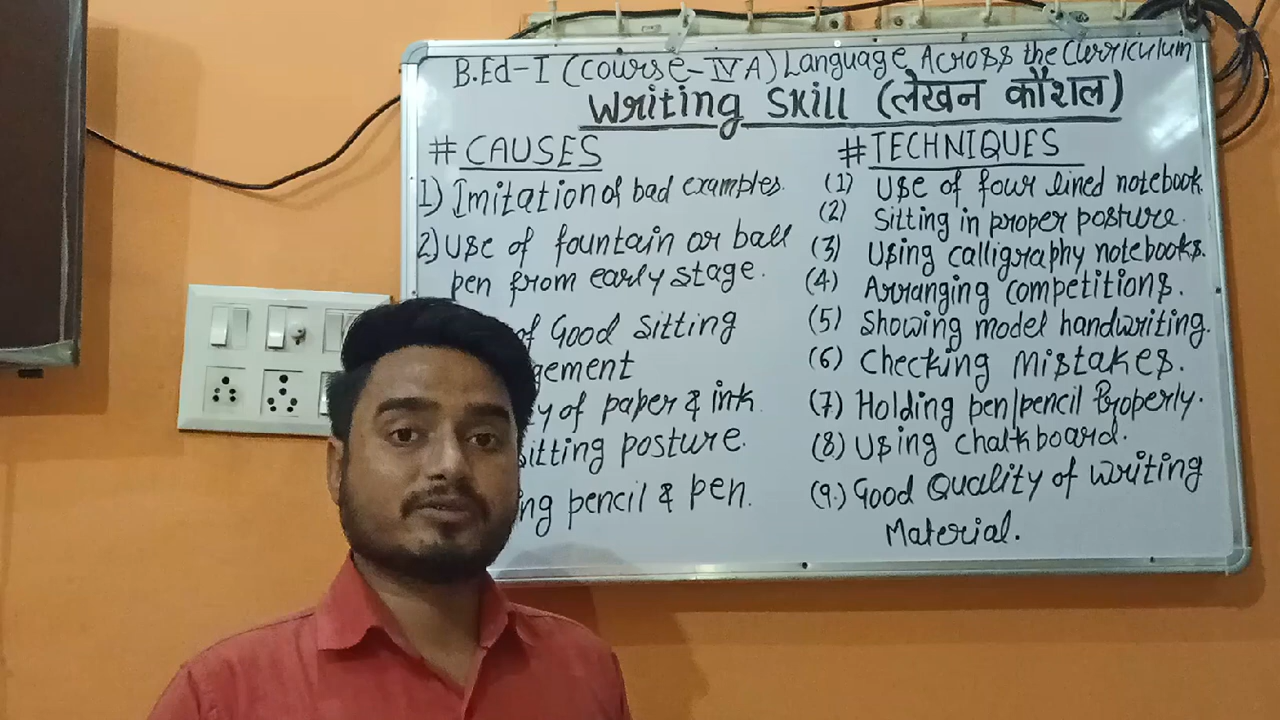 B.Ed-I (Course-IV A) Language Across the Curriculum
Writing Skill (लेखन कौशल)
# CAUSES
1) Imitation of bad examples.
2) Use of fountain or ball
pen from early stage.
of Good Sitting
of paper & ink
sitting posture.
pencil & pen.
# TECHNIQUES
(1) Use of four lined notebook.
(2) Sitting in proper posture.
(3) Using calligraphy notebooks.
(4) Arranging competitions.
(5) Showing model handwriting.
(6) Checking Mistakes.
(7) Holding pen/pencil Properly.
(8) Using chalkboard.
(9.) Good Quality of writing
Material.